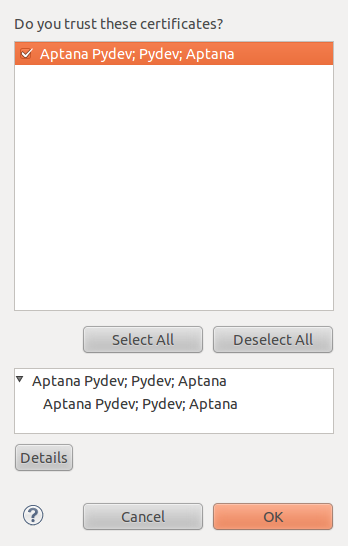 Do you trust these certificates?
Aptana Pydev; Pydev; Aptana
Select All Deselect All
Aptana Pydev; Pydev; Aptana
Aptana Pydev; Pydev; Aptana
Details
? Cancel OK